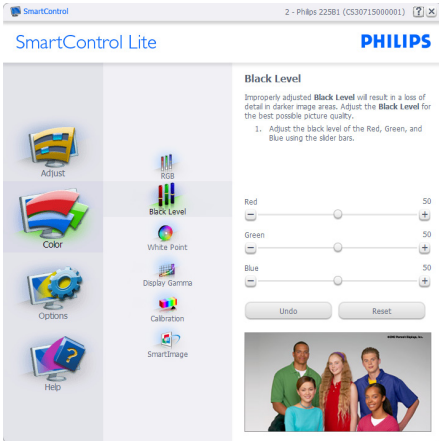 SmartControl
2 - Philips 225B1 (CS30715000001)
SmartControl Lite
PHILIPS
Adjust
Color
Options
Help
RGB
Black Level
White Point
Display Gamma
Calibration
SmartImage
Black Level
Improperly adjusted Black Level will result in a loss of
detail in darker image areas. Adjust the Black Level for
the best possible picture quality.
1. Adjust the black level of the Red, Green, and
Blue using the slider bars.
Red 50
Green 50
Blue 50
Undo
Reset